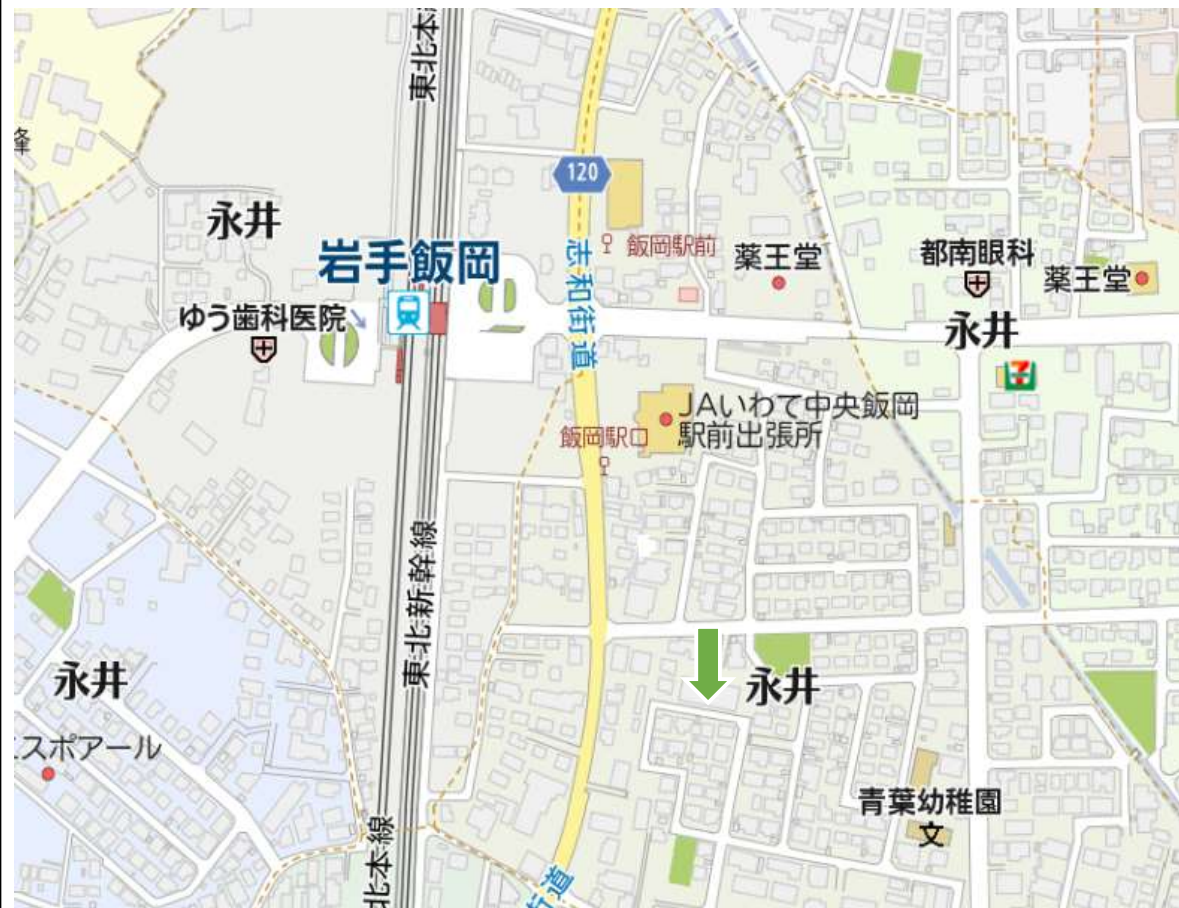 東北本
峰
120
永井
飯岡駅前
岩手飯岡
志和街道
薬王堂
都南眼科
薬王堂
ゆう歯科医院
永井
7
JAいわて中央飯岡
駅前出張所
飯岡駅口
東北新幹線
永井
永井
スポアール
青葉幼稚園
文
北本線
街道